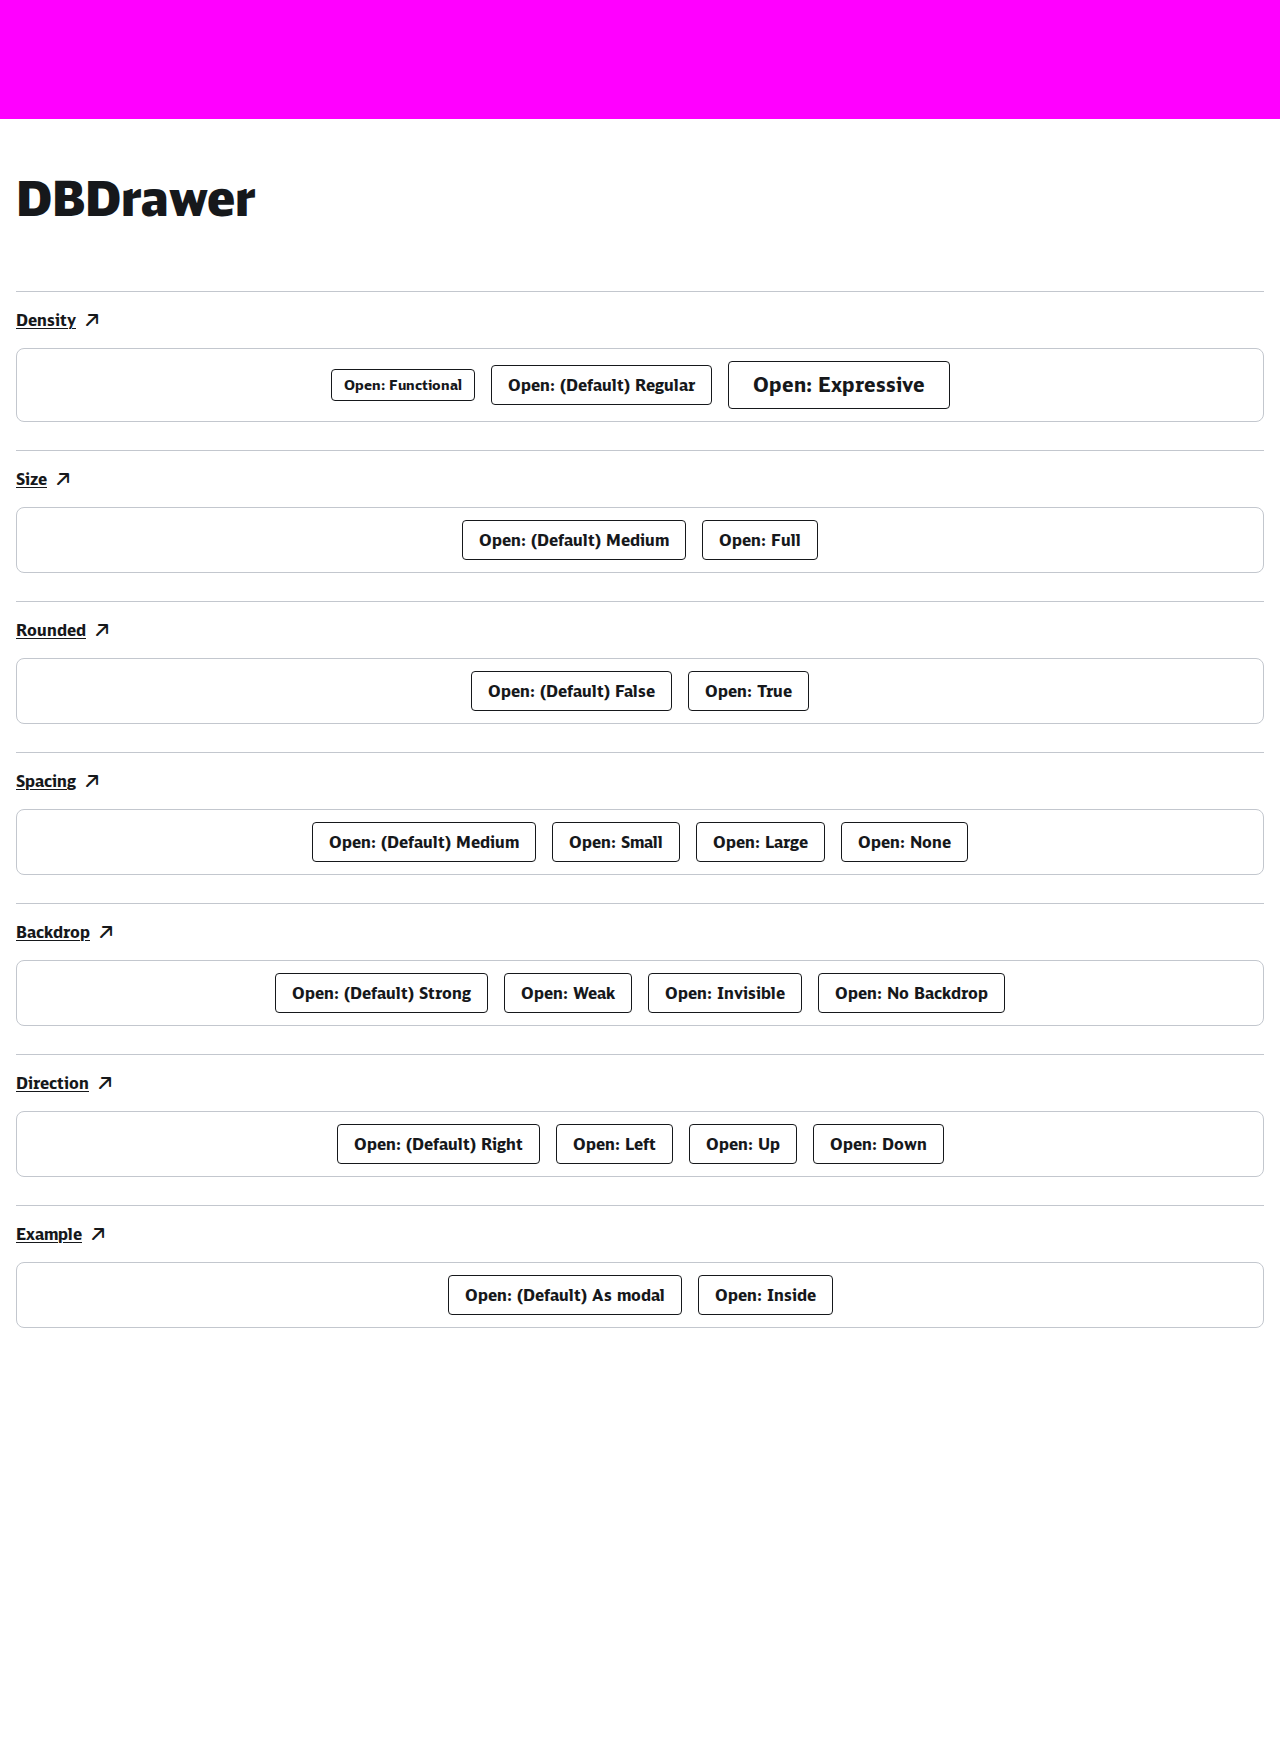 DBDrawer
Density
Open: Functional Open: (Default) Regular Open: Expressive
Size
Open: (Default) Medium Open: Full
Rounded
Open: (Default) False Open: True
Spacing
Open: (Default) Medium Open: Small Open: Large Open: None
Backdrop
Open: (Default) Strong Open: Weak Open: Invisible Open: No Backdrop
Direction
Open: (Default) Right Open: Left Open: Up Open: Down
Example
Open: (Default) As modal Open: Inside